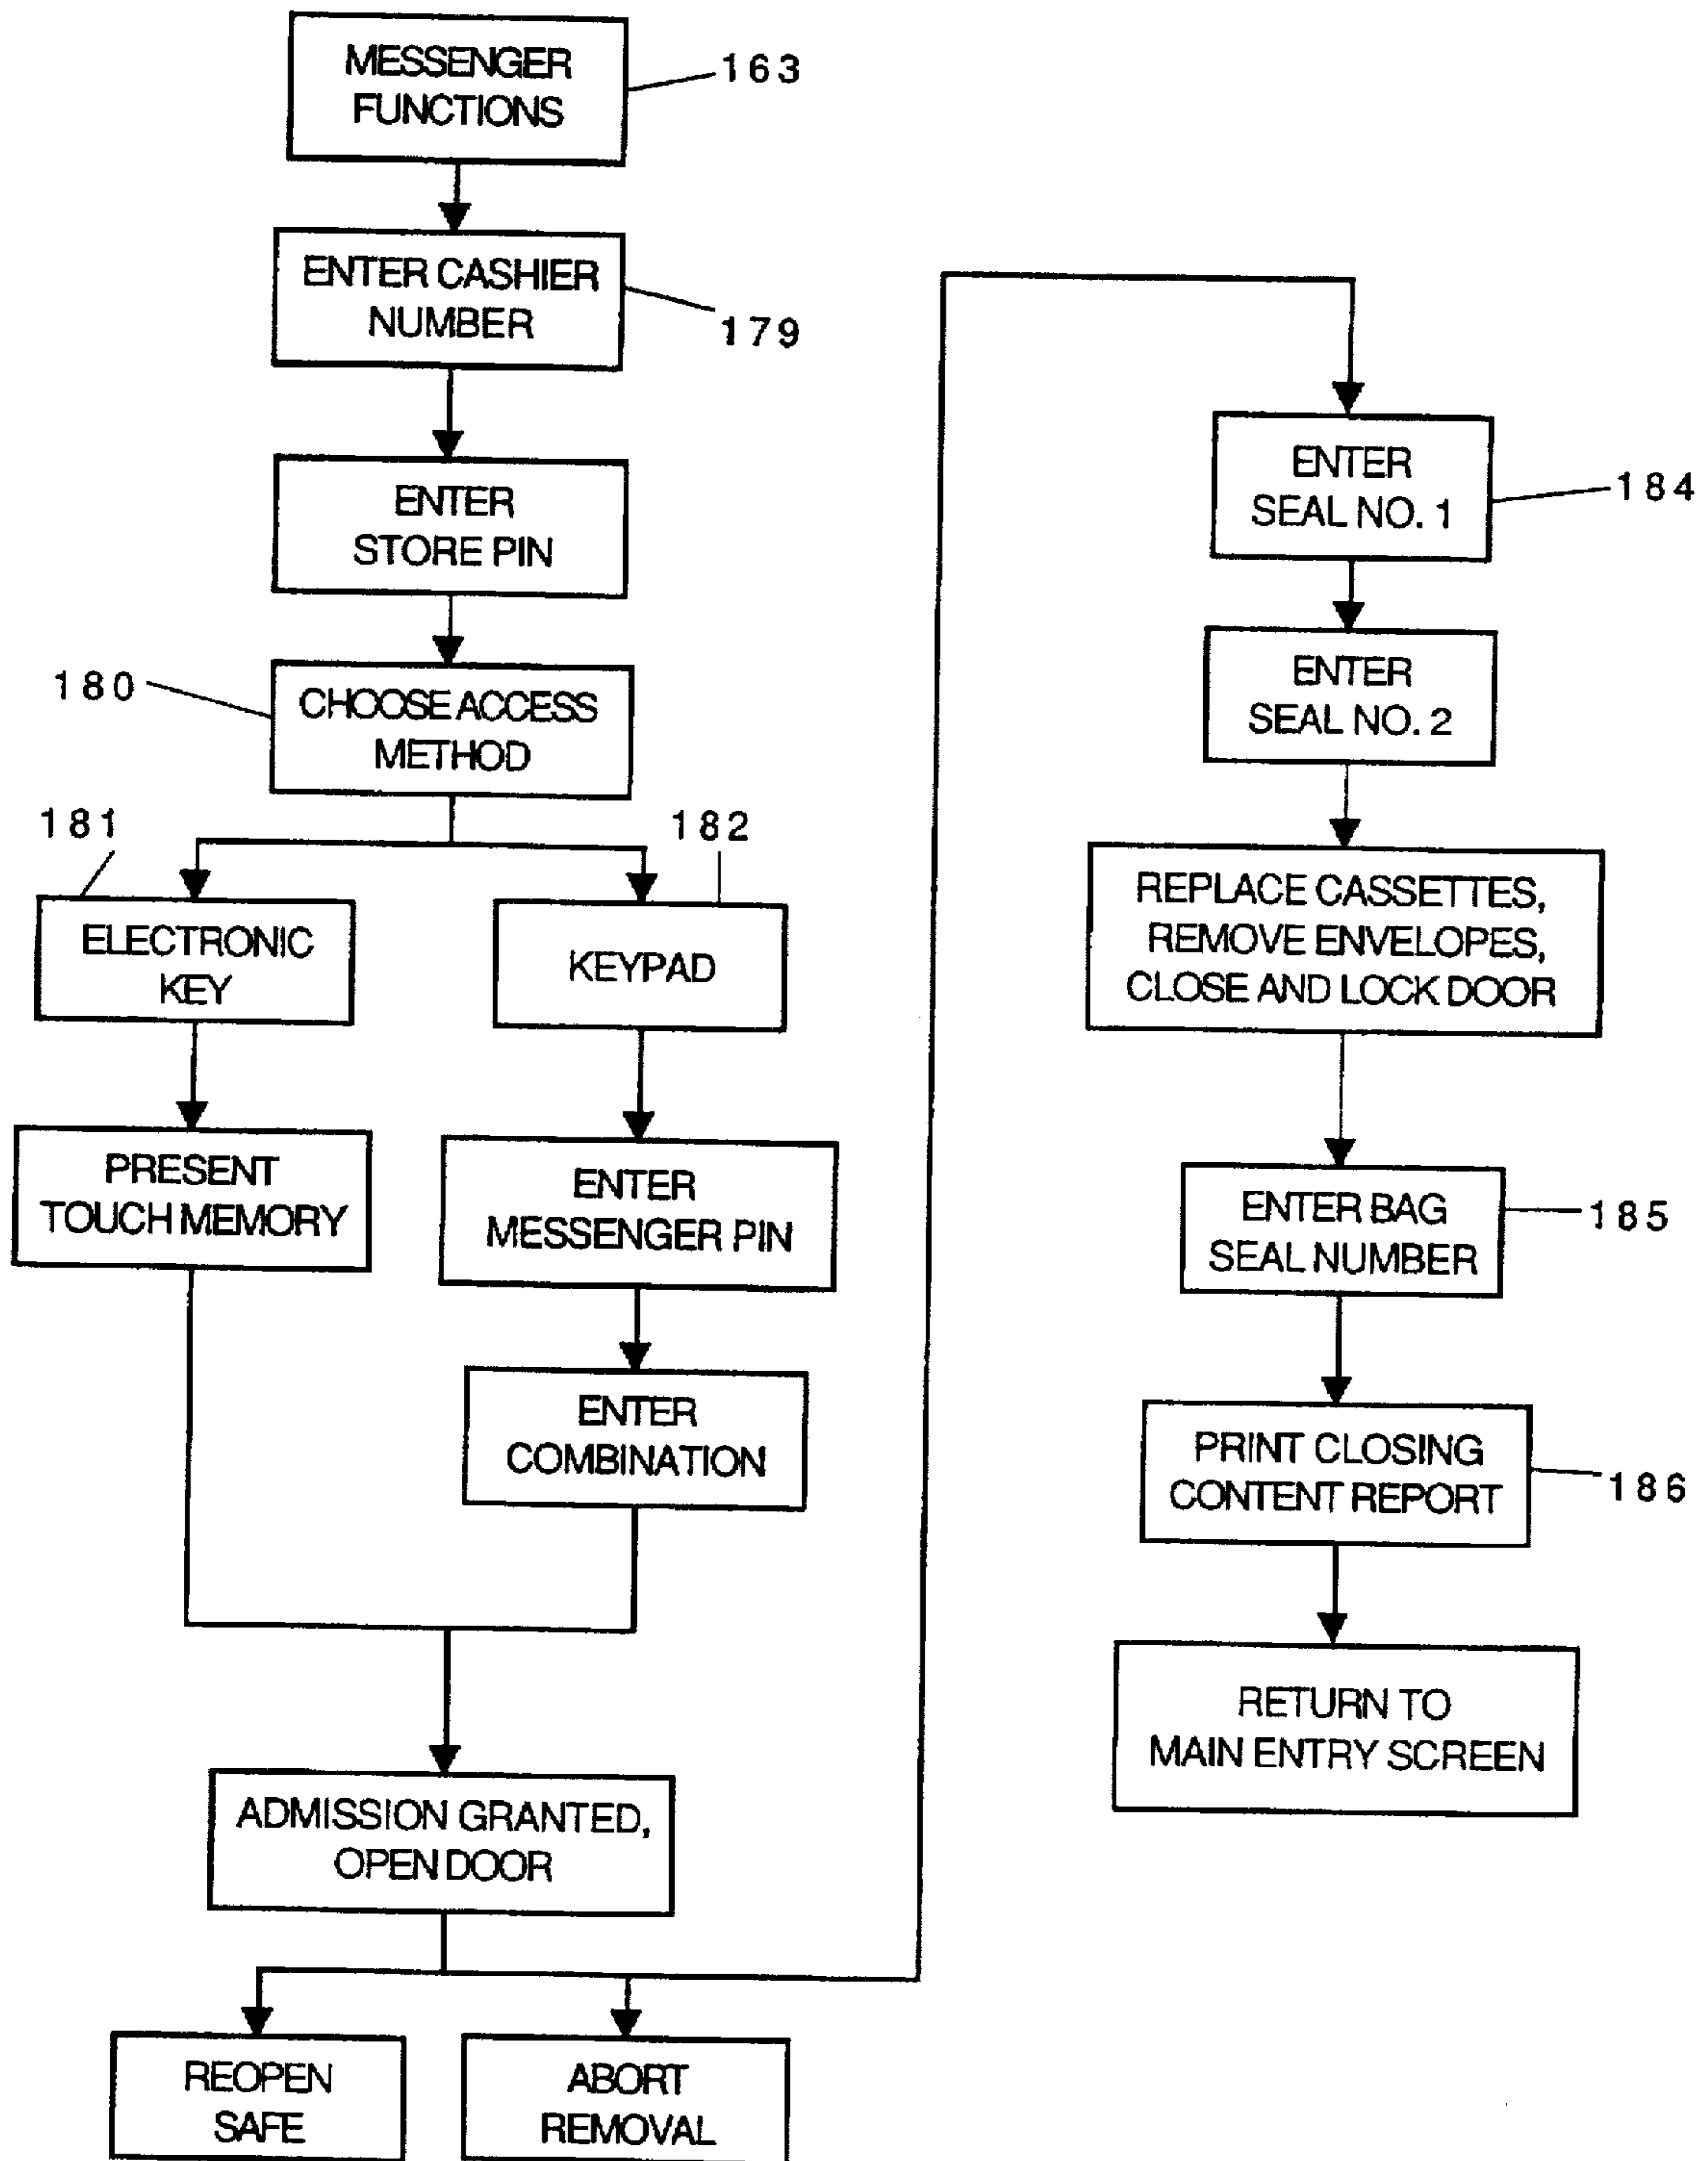 MESSENGER
FUNCTIONS
163
ENTER CASHIER
NUMBER
179
ENTER
STORE PIN
180
CHOOSE ACCESS
METHOD
181
182
ELECTRONIC
KEY
KEYPAD
PRESENT
TOUCH MEMORY
ENTER
MESSENGER PIN
ENTER
COMBINATION
ADMISSION GRANTED,
OPEN DOOR
REOPEN
SAFE
ABORT
REMOVAL
ENTER
SEAL NO. 1
184
ENTER
SEAL NO. 2
REPLACE CASSETTES,
REMOVE ENVELOPES,
CLOSE AND LOCK DOOR
ENTER BAG
SEAL NUMBER
185
PRINT CLOSING
CONTENT REPORT
186
RETURN TO
MAIN ENTRY SCREEN